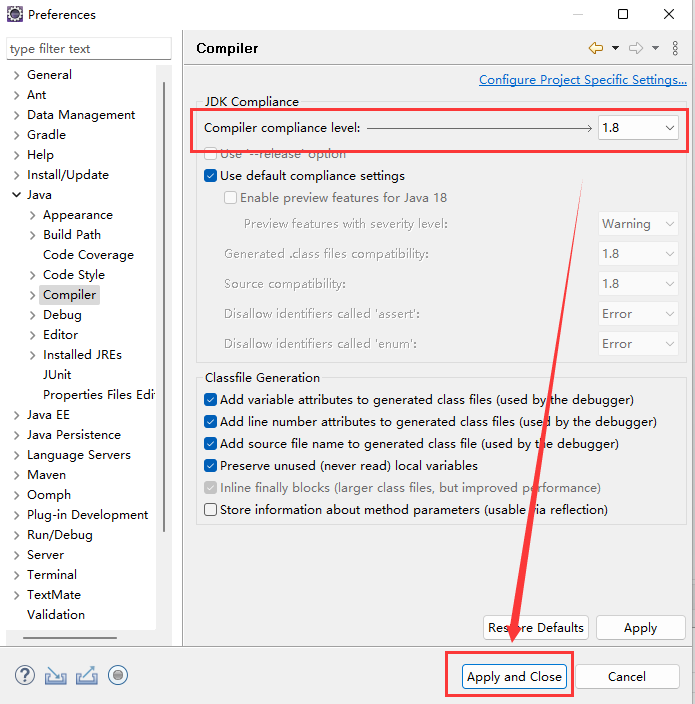 Preferences
type filter text
General
Ant
Data Management
Gradle
Help
Install/Update
Java
Appearance
Build Path
Code Coverage
Code Style
Compiler
Debug
Editor
Installed JREs
JUnit
Properties Files Edi
Java EE
Java Persistence
Language Servers
Maven
Oomph
Plug-in Development
Run/Debug
Server
Terminal
TextMate
Validation
Compiler
Configure Project Specific Settings...
JDK Compliance
Compiler compliance level: 1.8
Use '--release' option
Use default compliance settings
Enable preview features for Java 18
Preview features with severity level: Warning
Generated .class files compatibility: 1.8
Source compatibility: 1.8
Disallow identifiers called 'assert': Error
Disallow identifiers called 'enum': Error
Classfile Generation
Add variable attributes to generated class files (used by the debugger)
Add line number attributes to generated class files (used by the debugger)
Add source file name to generated class file (used by the debugger)
Preserve unused (never read) local variables
Inline finally blocks (larger class files, but improved performance)
Store information about method parameters (usable via reflection)
Restore Defaults Apply
? Apply and Close Cancel